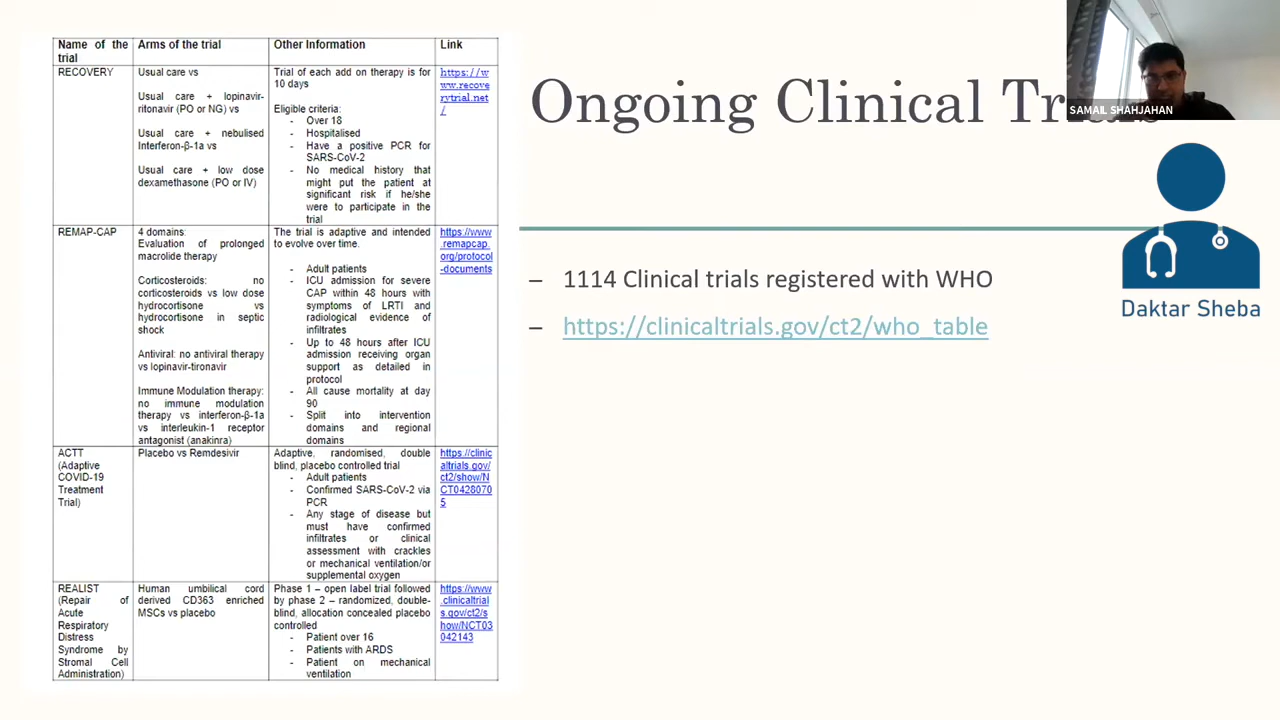 Name of the trial
Arms of the trial
Other Information
Link
RECOVERY
Usual care vs
Usual care + lopinavir-
ritonavir (PO or NG) vs
Usual care + nebulised
Interferon-β-1a vs
Usual care + low dose
dexamethasone (PO or IV)
Trial of each add on therapy is for
10 days
Eligible criteria:
- Over 18
- Hospitalised
- Have a positive PCR for
SARS-CoV-2
- No medical history that
might put the patient at
significant risk if he/she
were to participate in the
trial
https://w
ww.recove
rytrial.net
/
REMAP-CAP
4 domains:
Evaluation of prolonged
macrolide therapy
Corticosteroids: no
corticosteroids vs low dose
hydrocortisone vs
hydrocortisone in septic
shock
Antiviral: no antiviral therapy
vs lopinavir-tironavir
Immune Modulation therapy:
no immune modulation
therapy vs interferon-β-1a
vs interleukin-1 receptor
antagonist (anakinra)
The trial is adaptive and intended
to evolve over time.
- Adult patients
- ICU admission for severe
CAP within 48 hours with
symptoms of LRTI and
radiological evidence of
infiltrates
- Up to 48 hours after ICU
admission receiving organ
support as detailed in
protocol
- All cause mortality at day
90
- Split into intervention
domains and regional
domains
https://www
.remapcap.
org/protocol
-documents
ACTT
(Adaptive
COVID-19
Treatment
Trial)
Placebo vs Remdesivir
Adaptive, randomised, double
blind, placebo controlled trial
- Adult patients
- Confirmed SARS-CoV-2 via
PCR
- Any stage of disease but
must have confirmed
infiltrates or clinical
assessment with crackles
or mechanical ventilation/or
supplemental oxygen
https://clinic
altrials.gov/
ct2/show/N
CT0428070
5
REALIST
(Repair of
Acute
Respiratory
Distress
Syndrome by
Stromal Cell
Administration)
Human umbilical cord
derived CD363 enriched
MSCs vs placebo
Phase 1 – open label trial followed
by phase 2 – randomized, double-
blind, allocation concealed placebo
controlled
- Patient over 16
- Patients with ARDS
- Patient on mechanical
ventilation
https://www
.clinicaltrial
s.gov/ct2/s
how/NCT03
042143
Ongoing Clinical Trials
– 1114 Clinical trials registered with WHO
– https://clinicaltrials.gov/ct2/who_table
SAMAIL SHAHJAHAN
Daktar Sheba